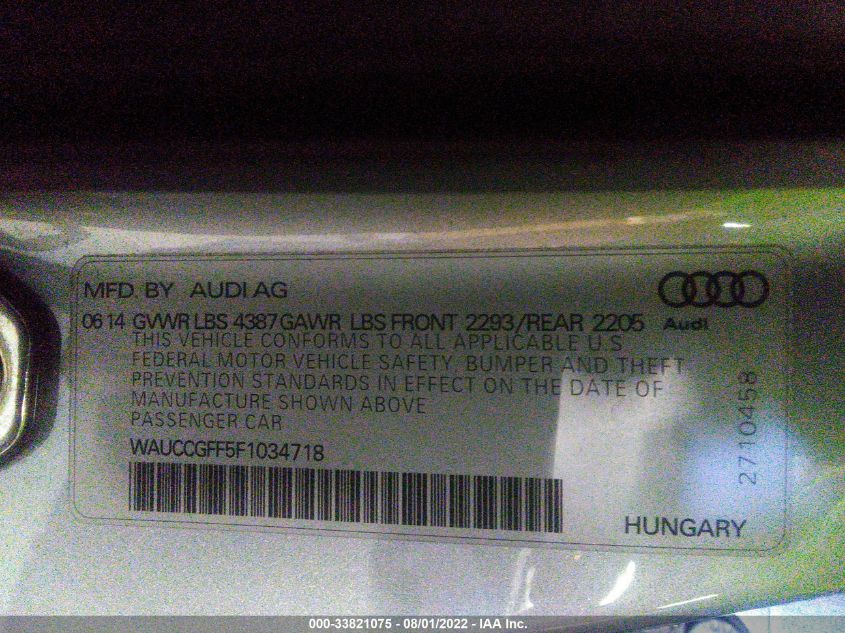 MFD. BY AUDI AG
06 14 GVWR LBS 4387 GAWR LBS FRONT 2293/REAR 2205
Audi
THIS VEHICLE CONFORMS TO ALL APPLICABLE U.S
FEDERAL MOTOR VEHICLE SAFETY, BUMPER AND THEFT
PREVENTION STANDARDS IN EFFECT ON THE DATE OF
MANUFACTURE SHOWN ABOVE
PASSENGER CAR
WAUCCGFF5F1034718
2710458
HUNGARY
000-33821075 - 08/01/2022 - IAA Inc.